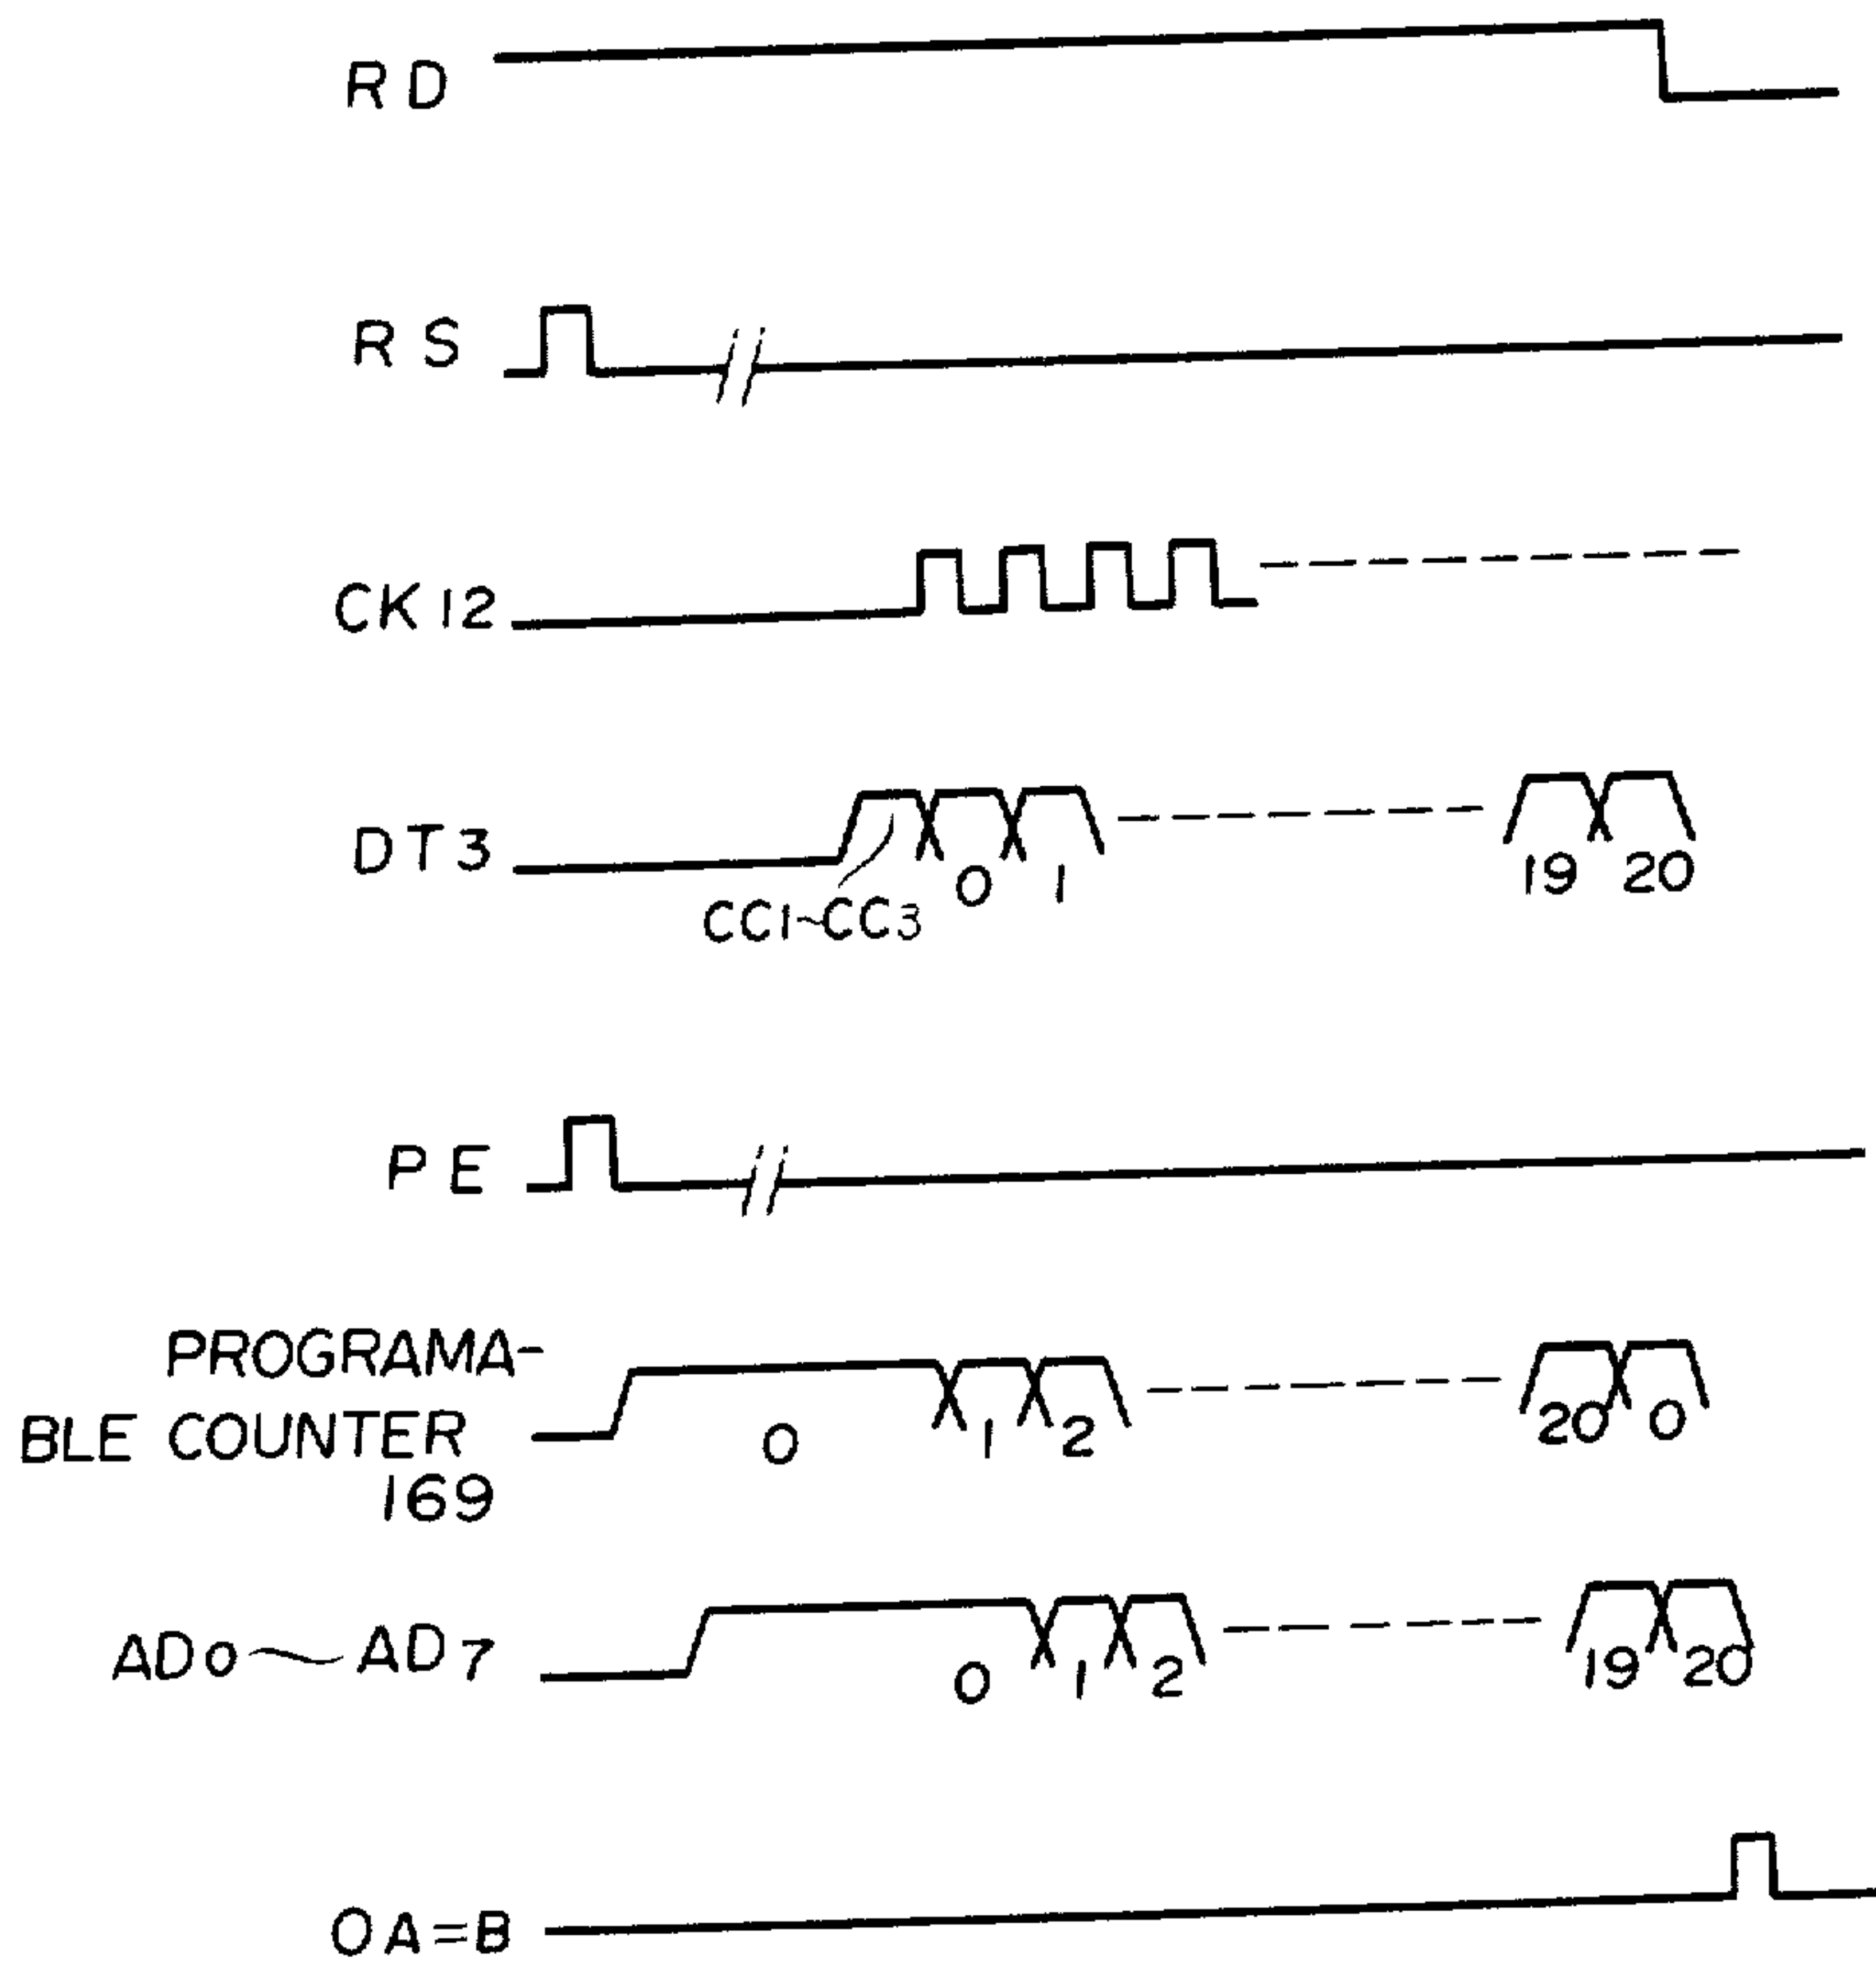 RD
RS
CK12
DT3
0 1 19 20
CC1~CC3
PE
PROGRAMA-
BLE COUNTER
169
0 1 2 20 0
AD0~AD7
0 1 2 19 20
OA=B